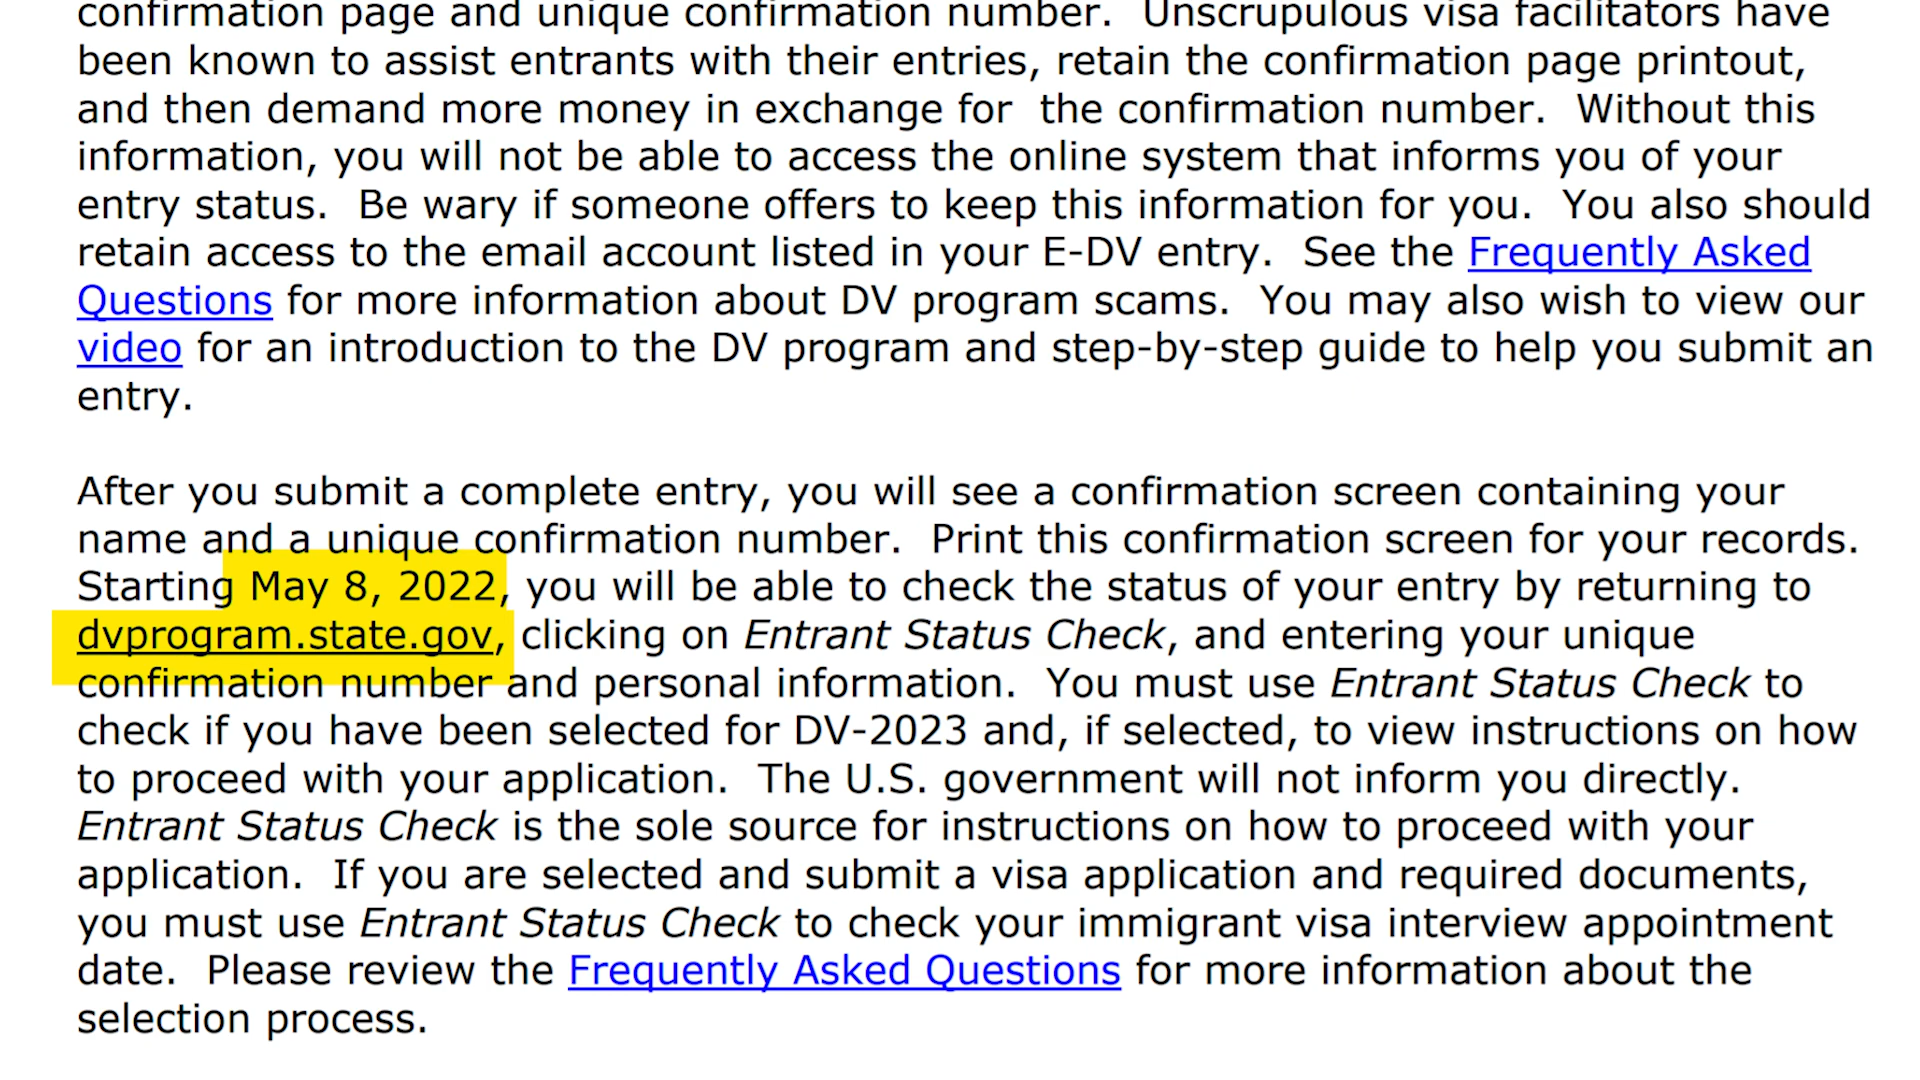 confirmation page and unique confirmation number.  Unscrupulous visa facilitators have
been known to assist entrants with their entries, retain the confirmation page printout,
and then demand more money in exchange for  the confirmation number.  Without this
information, you will not be able to access the online system that informs you of your
entry status.  Be wary if someone offers to keep this information for you.  You also should
retain access to the email account listed in your E-DV entry.  See the Frequently Asked
Questions for more information about DV program scams.  You may also wish to view our
video for an introduction to the DV program and step-by-step guide to help you submit an
entry.
After you submit a complete entry, you will see a confirmation screen containing your
name and a unique confirmation number.  Print this confirmation screen for your records.
Starting May 8, 2022, you will be able to check the status of your entry by returning to
dvprogram.state.gov, clicking on Entrant Status Check, and entering your unique
confirmation number and personal information.  You must use Entrant Status Check to
check if you have been selected for DV-2023 and, if selected, to view instructions on how
to proceed with your application.  The U.S. government will not inform you directly.
Entrant Status Check is the sole source for instructions on how to proceed with your
application.  If you are selected and submit a visa application and required documents,
you must use Entrant Status Check to check your immigrant visa interview appointment
date.  Please review the Frequently Asked Questions for more information about the
selection process.